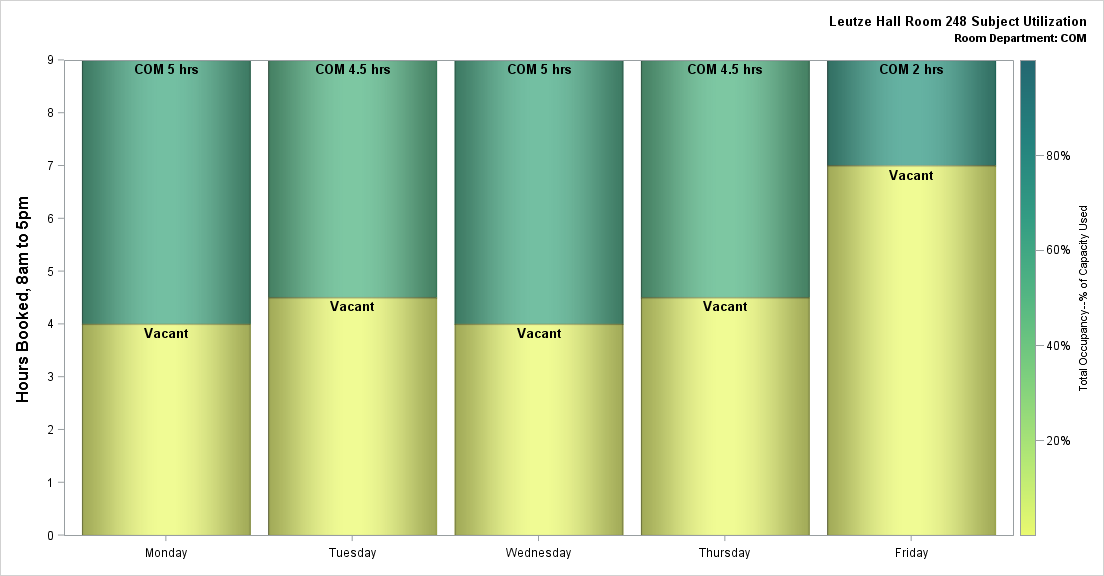 Leutze Hall Room 248 Subject Utilization
Room Department: COM
Hours Booked, 8am to 5pm
9
8
7
6
5
4
3
2
1
0
COM 5 hrs
Vacant
COM 4.5 hrs
Vacant
COM 5 hrs
Vacant
COM 4.5 hrs
Vacant
COM 2 hrs
Vacant
Monday
Tuesday
Wednesday
Thursday
Friday
80%
60%
40%
20%
Total Occupancy--% of Capacity Used